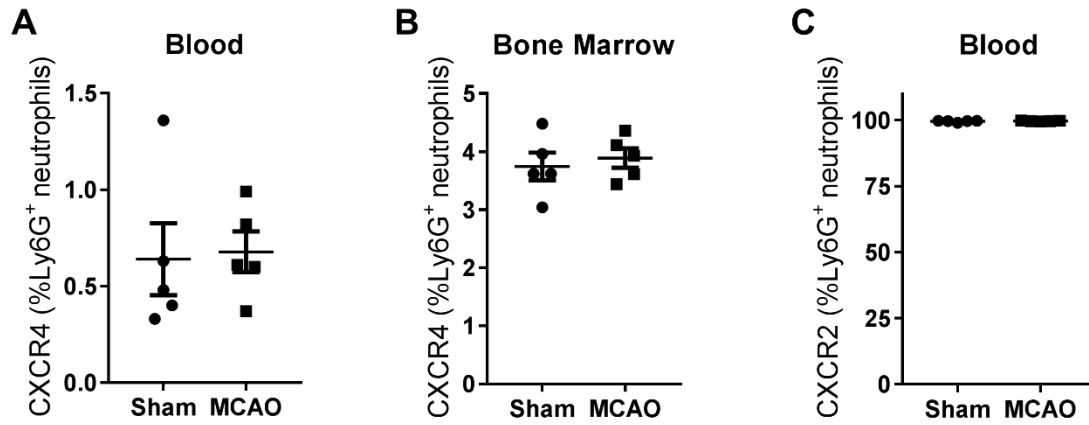 A
Blood
CXCR4 (%Ly6G⁺ neutrophils)
1.5
1.0
0.5
0.0
Sham MCAO
B
Bone Marrow
CXCR4 (%Ly6G⁺ neutrophils)
5
4
3
2
1
0
Sham MCAO
C
Blood
CXCR2 (%Ly6G⁺ neutrophils)
100
75
50
25
0
Sham MCAO